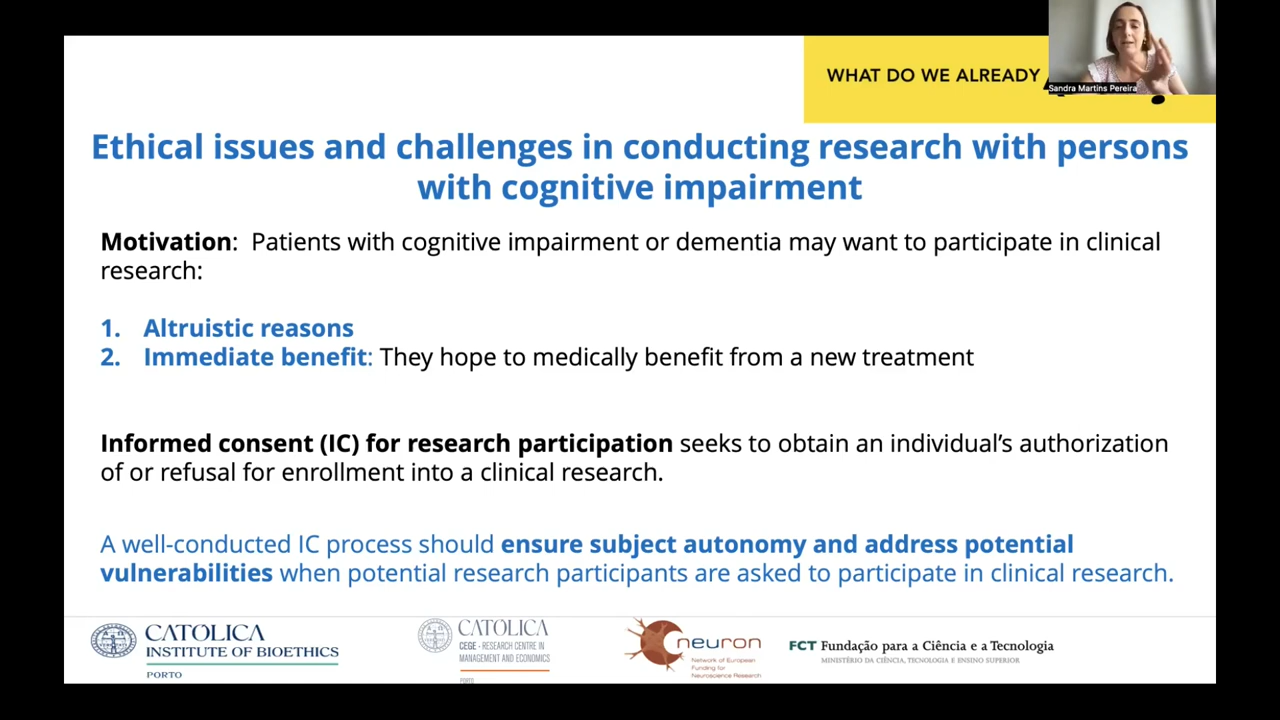 WHAT DO WE ALREADY
Sandra Martins Pereira
Ethical issues and challenges in conducting research with persons
with cognitive impairment
Motivation:  Patients with cognitive impairment or dementia may want to participate in clinical
research:
1. Altruistic reasons
2. Immediate benefit: They hope to medically benefit from a new treatment
Informed consent (IC) for research participation seeks to obtain an individual’s authorization
of or refusal for enrollment into a clinical research.
A well-conducted IC process should ensure subject autonomy and address potential
vulnerabilities when potential research participants are asked to participate in clinical research.
CATOLICA
INSTITUTE OF BIOETHICS
PORTO
CATOLICA
CEGE - RESEARCH CENTRE IN
MANAGEMENT AND ECONOMICS
PORTO
neuron
Network of European
Funding for
Neuroscience Research
FCT Fundação para a Ciência e a Tecnologia
MINISTÉRIO DA CIÊNCIA, TECNOLOGIA E ENSINO SUPERIOR